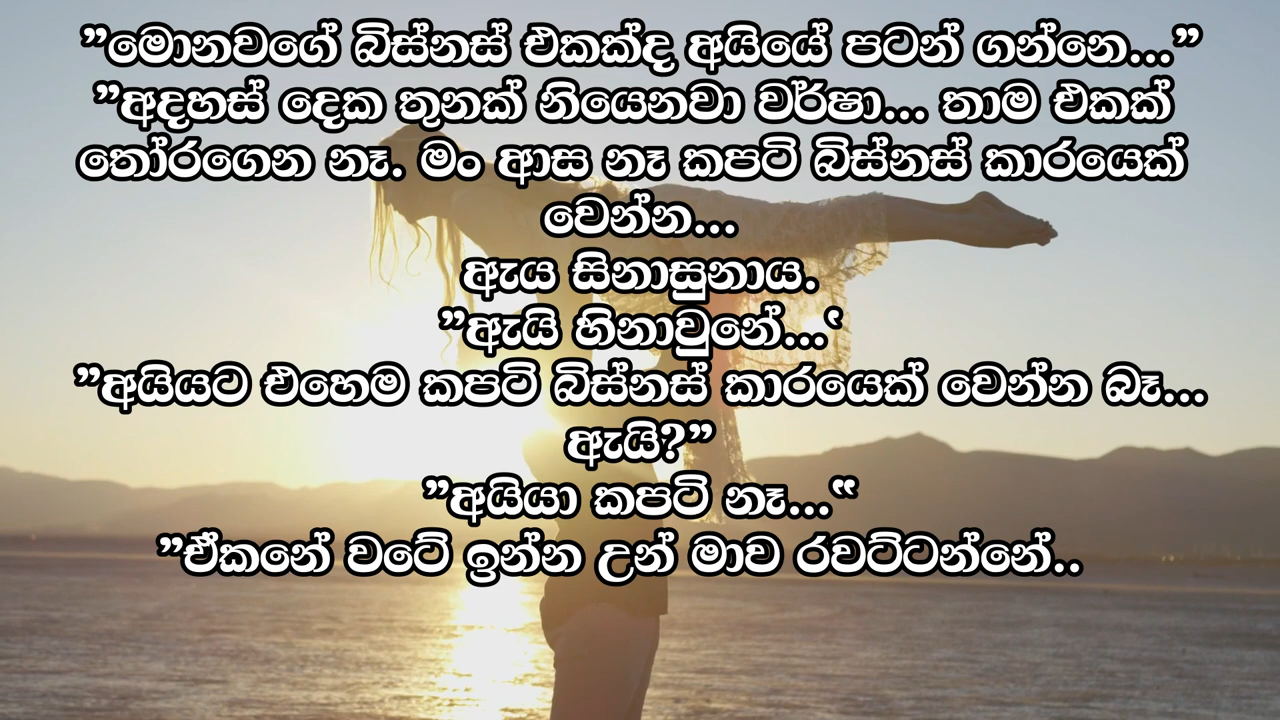 ”මොනවගේ බිස්නස් එකක්ද අයියේ පටන් ගන්නෙ...”
”අදහස් දෙක තුනක් නියෙනවා වර්ෂා... තාම එකක්
තෝරගෙන නෑ. මං ආස නෑ කපටි බිස්නස් කාරයෙක්
වෙන්න...
ඇය සිනාසුනාය.
”ඇයි හිනාවුනේ...‛
”අයියට එහෙම කපටි බිස්නස් කාරයෙක් වෙන්න බෑ...
ඇයි?”
”අයියා කපටි නෑ...‟
”ඒකනේ වටේ ඉන්න උන් මාව රවට්ටන්නේ..